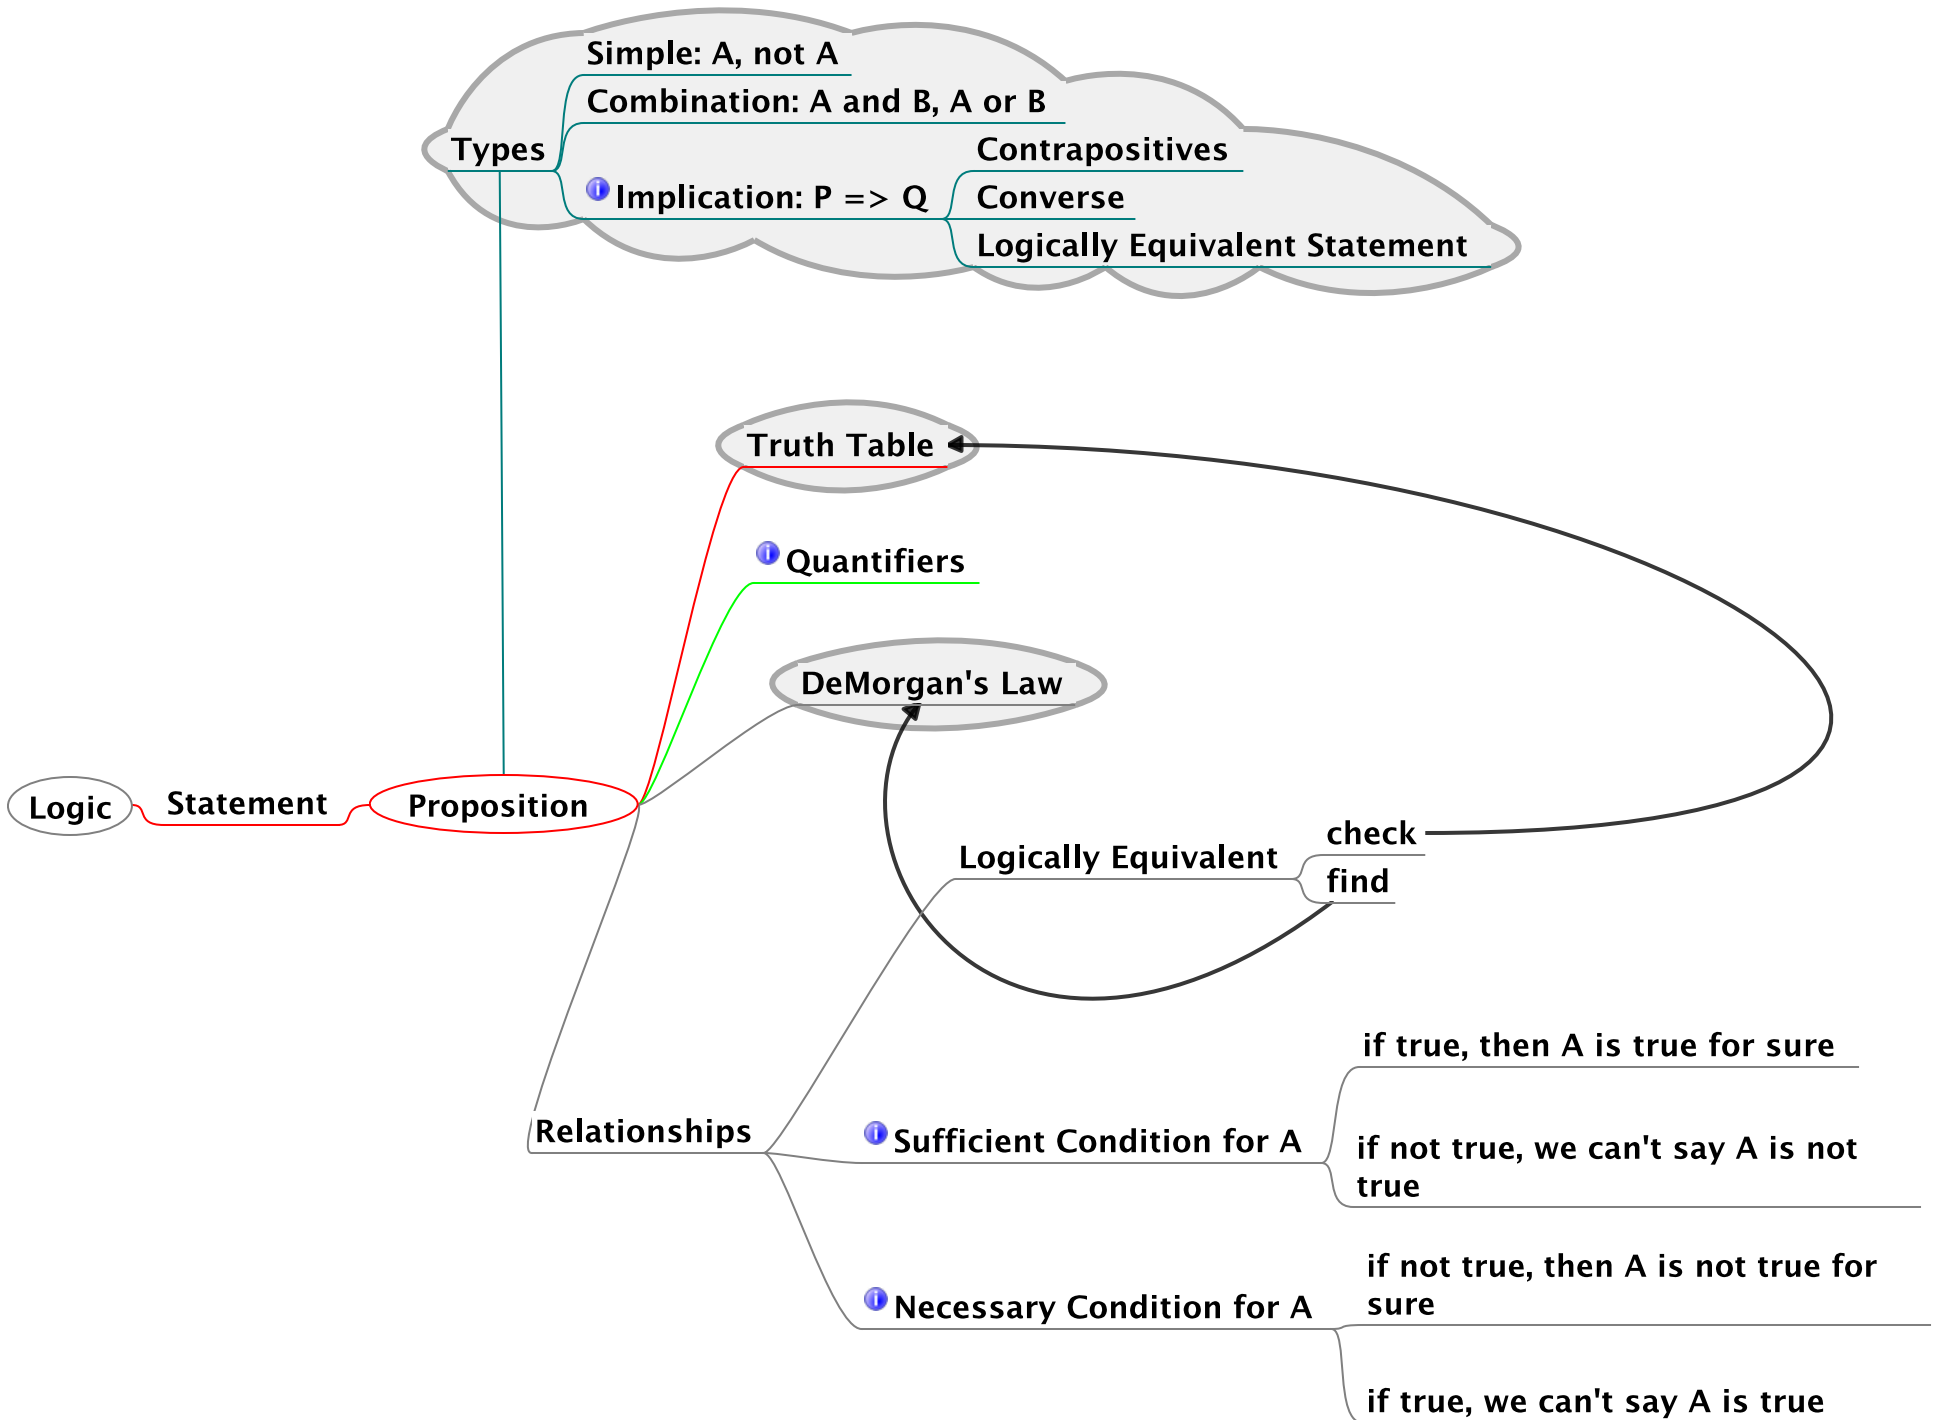 Simple: A, not A
Combination: A and B, A or B
Types
Contrapositives
Implication: P => Q
Converse
Logically Equivalent Statement
Truth Table
Quantifiers
DeMorgan's Law
Logic
Statement
Proposition
check
Logically Equivalent
find
if true, then A is true for sure
Relationships
Sufficient Condition for A
if not true, we can't say A is not
true
if not true, then A is not true for
sure
Necessary Condition for A
if true, we can't say A is true